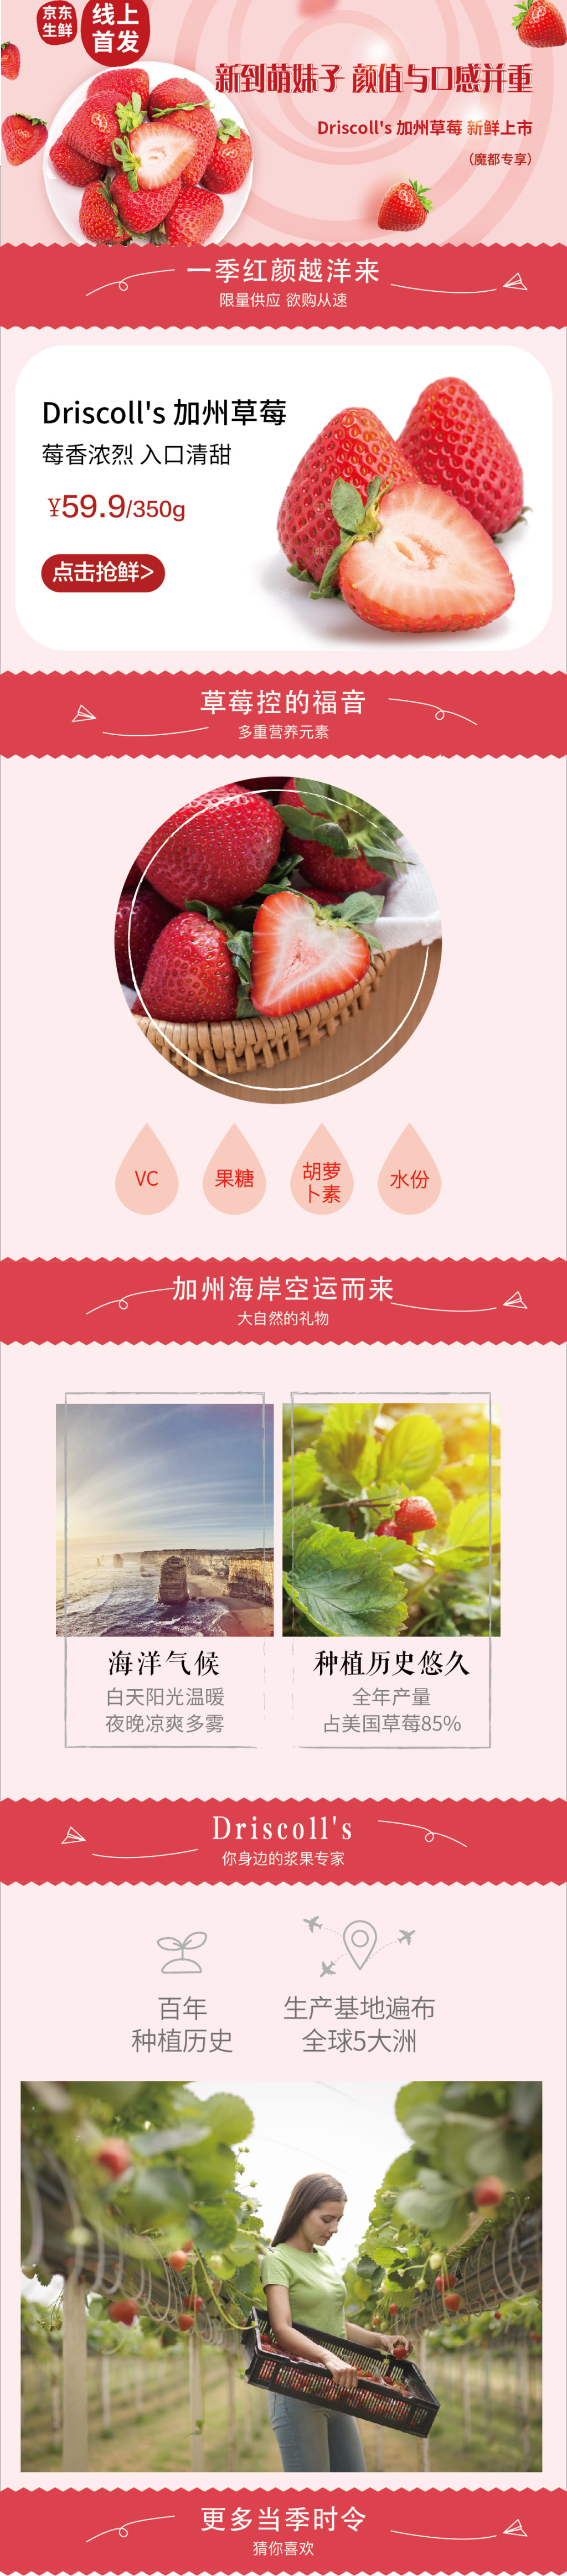 京东
生鲜
线上
首发
新到萌妹子 颜值与口感并重
Driscoll's 加州草莓 新鲜上市
（魔都专享）
一季红颜越洋来
限量供应 欲购从速
Driscoll's 加州草莓
莓香浓烈 入口清甜
¥59.9/350g
点击抢鲜>
草莓控的福音
多重营养元素
VC
果糖
胡萝
卜素
水份
加州海岸空运而来
大自然的礼物
海洋气候
白天阳光温暖
夜晚凉爽多雾
种植历史悠久
全年产量
占美国草莓85%
Driscoll's
你身边的浆果专家
百年
种植历史
生产基地遍布
全球5大洲
更多当季时令
猜你喜欢